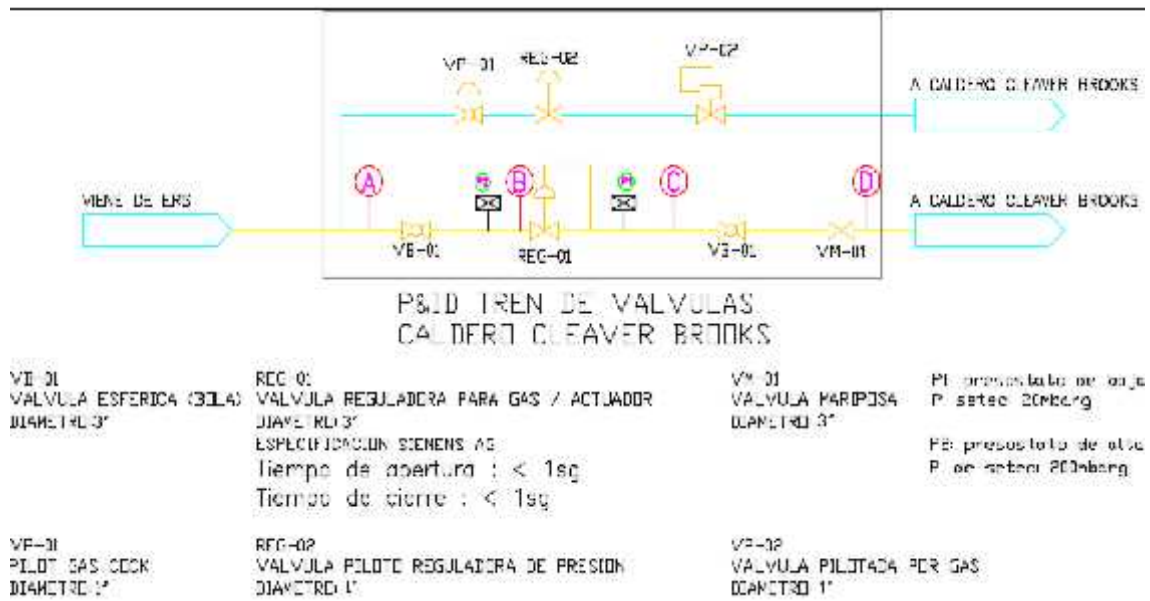 VP-01
REG-02
VP-02
A CALDERO CLEAVER BROOKS
A
B
C
D
VIENE DE ERS
A CALDERO CLEAVER BROOKS
VB-01
REG-01
VB-01
VM-01
P&ID TREN DE VALVULAS
CALDERO CLEAVER BROOKS
VB-01
VALVULA ESFERICA (BOLA)
DIAMETRO 3"
REG-01
VALVULA REGULADORA PARA GAS / ACTUADOR
DIAMETRO 3"
ESPECIFICACION SIEMENS AG
Tiempo de apertura : < 1sg
Tiempo de cierre : < 1sg
VM-01
VALVULA MARIPOSA
DIAMETRO 3"
presostato de baja
P. seteo: 20mbarg
presostato de alta
P. de seteo: 200mbarg
VP-01
PILOT GAS COCK
DIAMETRO 1"
REG-02
VALVULA PILOTO REGULADORA DE PRESION
DIAMETRO 1"
VP-02
VALVULA PILOTADA POR GAS
DIAMETRO 1"